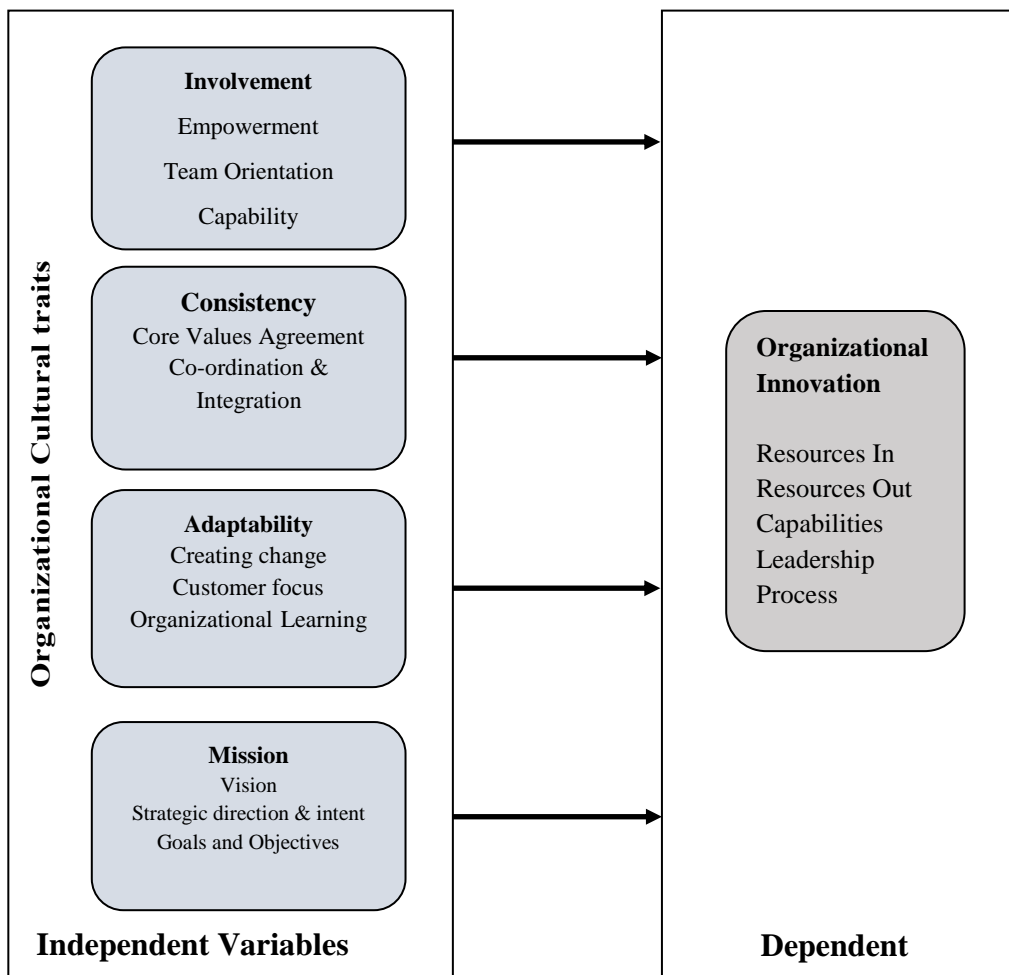 Organizational Cultural traits
Involvement
Empowerment
Team Orientation
Capability
Consistency
Core Values Agreement
Co-ordination &
Integration
Adaptability
Creating change
Customer focus
Organizational Learning
Mission
Vision
Strategic direction & intent
Goals and Objectives
Independent Variables
Organizational
Innovation
Resources In
Resources Out
Capabilities
Leadership
Process
Dependent